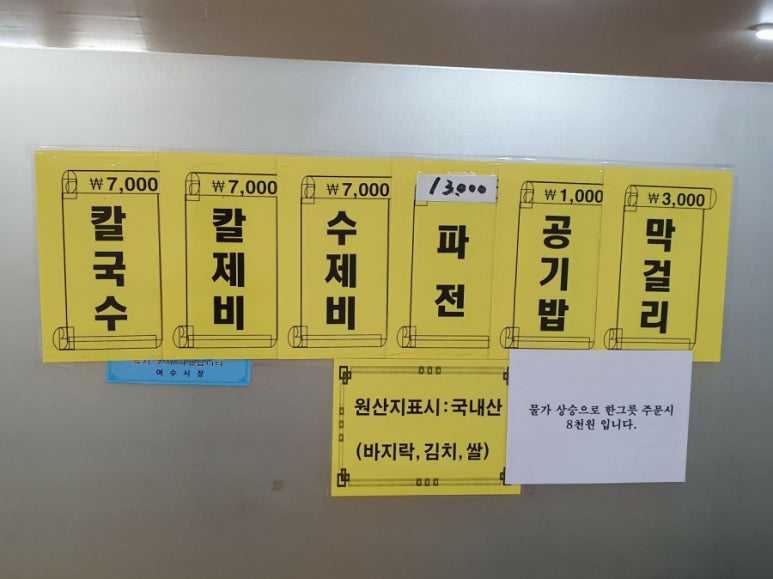 ₩7,000
칼국수
₩7,000
칼제비
₩7,000
수제비
13,000
파전
₩1,000
공기밥
₩3,000
막걸리
여수시장
원산지표시:국내산
(바지락,김치,쌀)
물가 상승으로 한그릇 주문시
8천원 입니다.